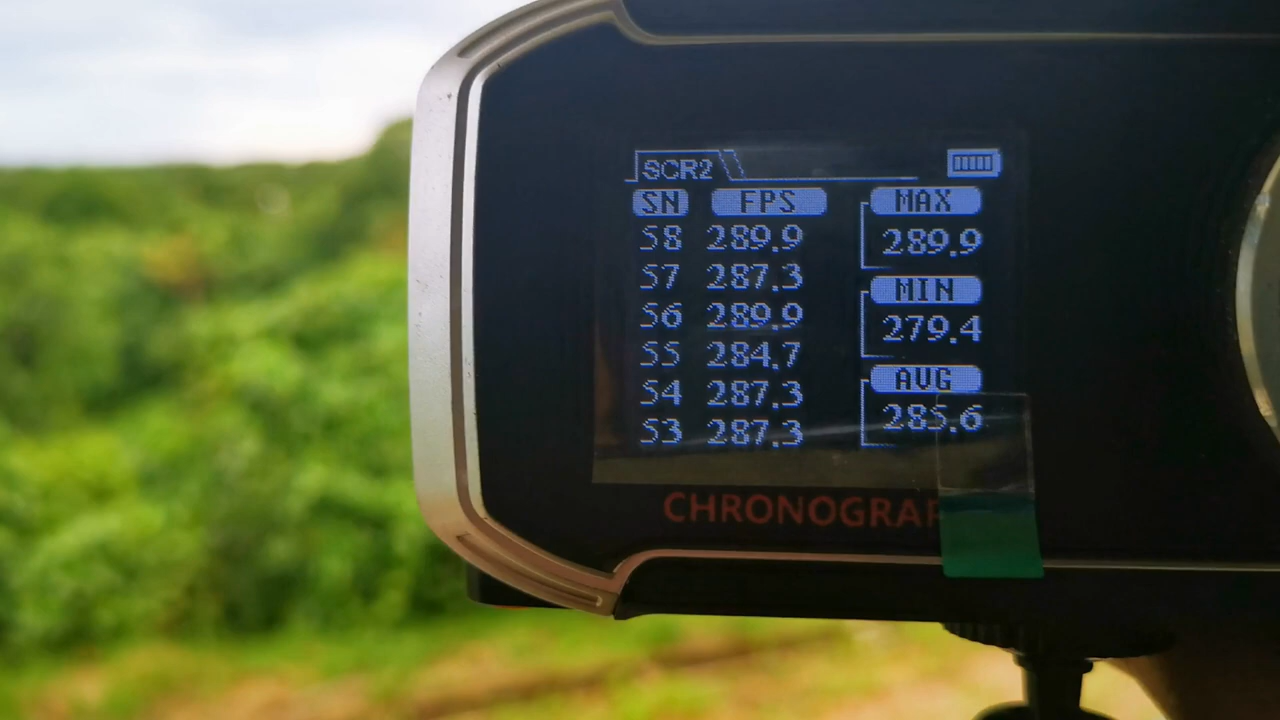 SCR2
SN FPS MAX
58 289.9 289.9
57 287.3 MIN
56 289.9 279.4
55 284.7 AVG
54 287.3 285.6
53 287.3
CHRONOGRA